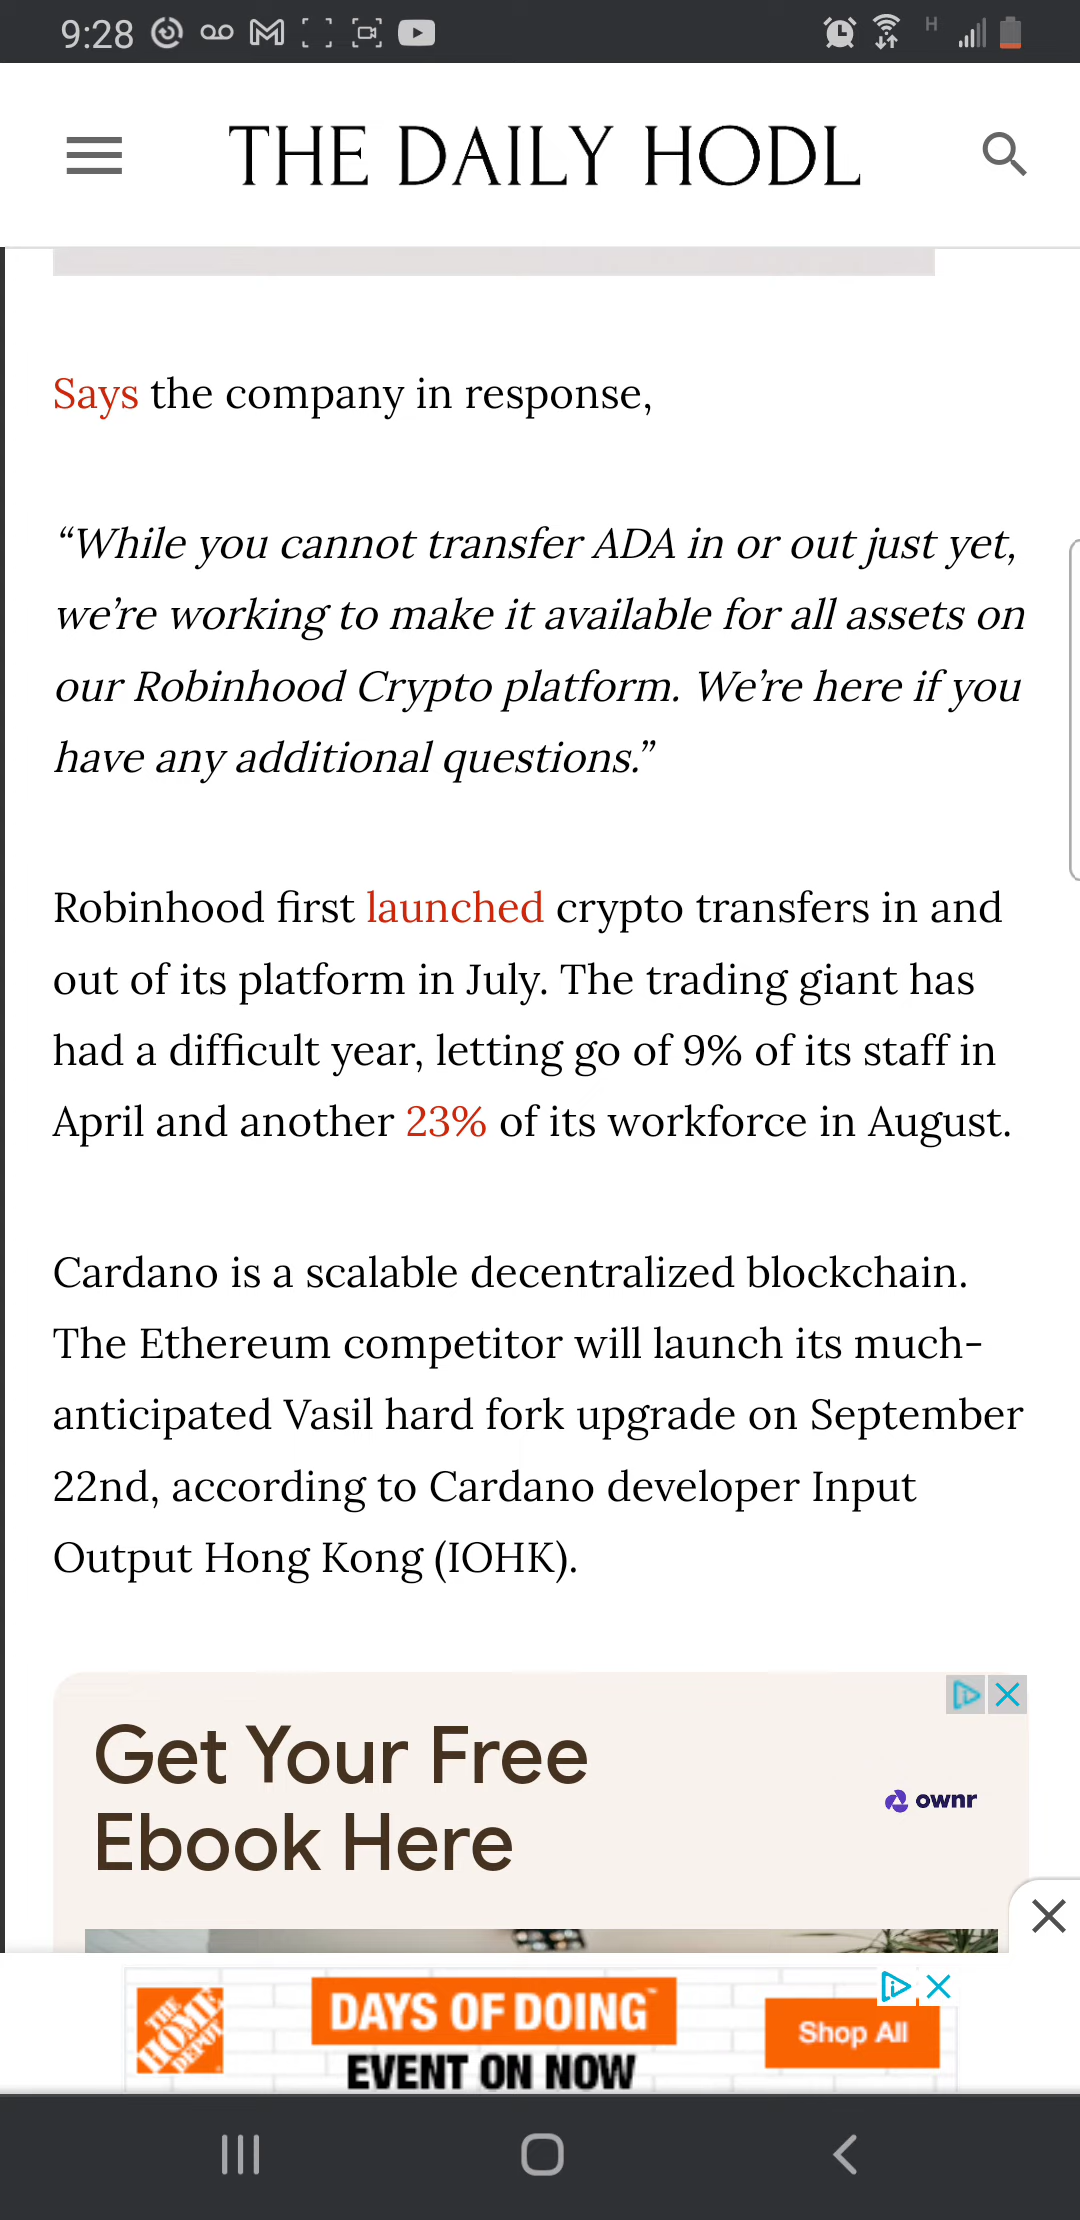 9:28
H
THE DAILY HODL
Says the company in response,
“While you cannot transfer ADA in or out just yet,
we’re working to make it available for all assets on
our Robinhood Crypto platform. We’re here if you
have any additional questions.”
Robinhood first launched crypto transfers in and
out of its platform in July. The trading giant has
had a difficult year, letting go of 9% of its staff in
April and another 23% of its workforce in August.
Cardano is a scalable decentralized blockchain.
The Ethereum competitor will launch its much-
anticipated Vasil hard fork upgrade on September
22nd, according to Cardano developer Input
Output Hong Kong (IOHK).
Get Your Free
Ebook Here
ownr
THE
HOME
DEPOT
DAYS OF DOING™
EVENT ON NOW
Shop All